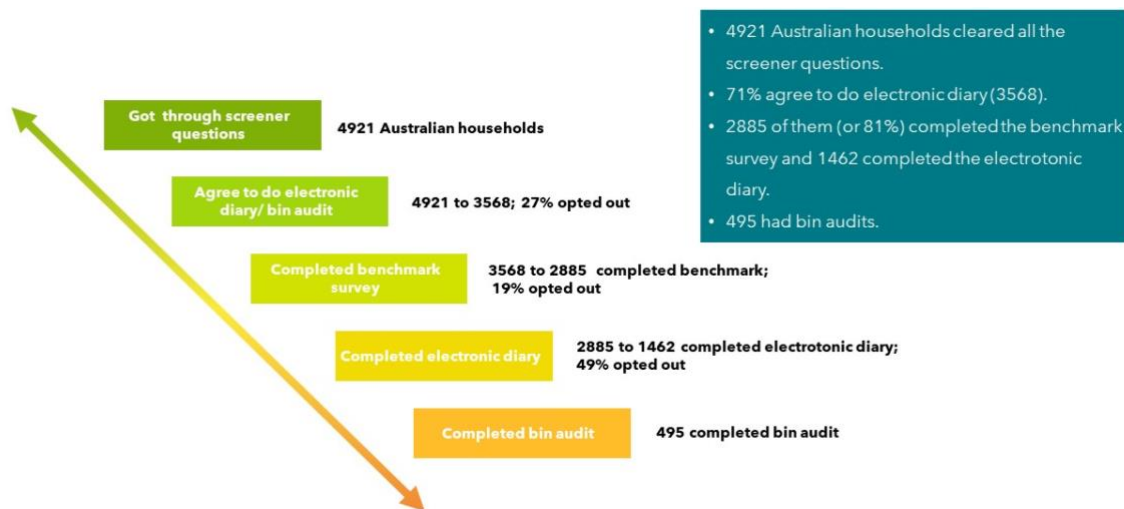 Got through screener
questions
4921 Australian households
Agree to do electronic
diary/ bin audit
4921 to 3568; 27% opted out
Completed benchmark
survey
3568 to 2885 completed benchmark;
19% opted out
Completed electronic diary
2885 to 1462 completed electrotonic diary;
49% opted out
Completed bin audit
495 completed bin audit
• 4921 Australian households cleared all the
screener questions.
• 71% agree to do electronic diary (3568).
• 2885 of them (or 81%) completed the benchmark
survey and 1462 completed the electrotonic
diary.
• 495 had bin audits.